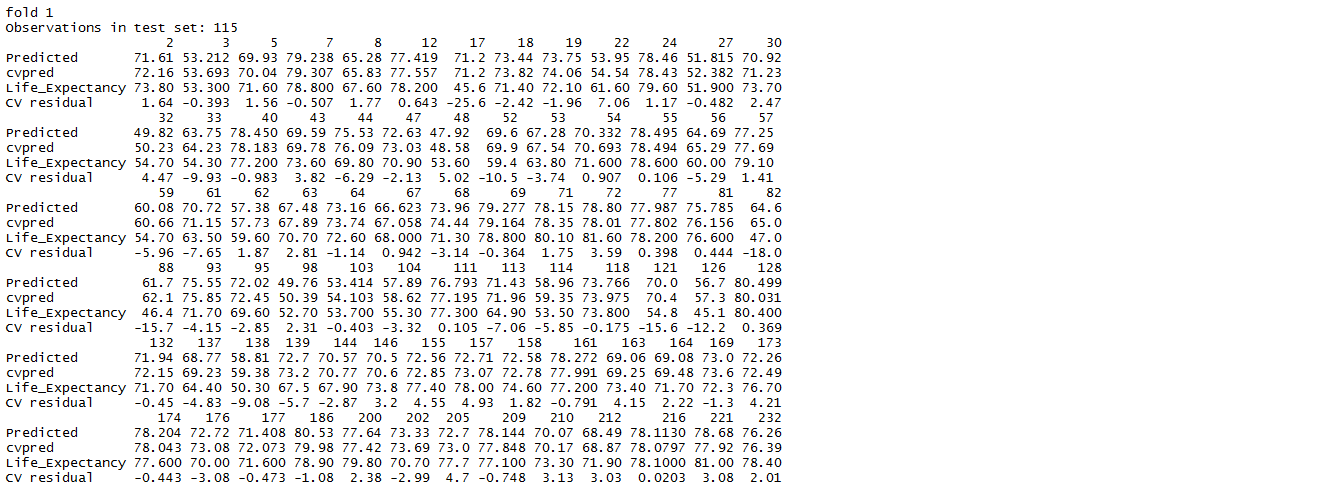 fold 1
Observations in test set: 115
2 3 5 7 8 12 17 18 19 22 24 27 30
Predicted 71.61 53.212 69.93 79.238 65.28 77.419 71.2 73.44 73.75 53.95 78.46 51.815 70.92
cvpred 72.16 53.693 70.04 79.307 65.83 77.557 71.2 73.82 74.06 54.54 78.43 52.382 71.23
Life_Expectancy 73.80 53.300 71.60 78.800 67.60 78.200 45.6 71.40 72.10 61.60 79.60 51.900 73.70
CV residual 1.64 -0.393 1.56 -0.507 1.77 0.643 -25.6 -2.42 -1.96 7.06 1.17 -0.482 2.47
32 33 40 43 44 47 48 52 53 54 55 56 57
Predicted 49.82 63.75 78.450 69.59 75.53 72.63 47.92 69.6 67.28 70.332 78.495 64.69 77.25
cvpred 50.23 64.23 78.183 69.78 76.09 73.03 48.58 69.9 67.54 70.693 78.494 65.29 77.69
Life_Expectancy 54.70 54.30 77.200 73.60 69.80 70.90 53.60 59.4 63.80 71.600 78.600 60.00 79.10
CV residual 4.47 -9.93 -0.983 3.82 -6.29 -2.13 5.02 -10.5 -3.74 0.907 0.106 -5.29 1.41
59 61 62 63 64 67 68 69 71 72 77 81 82
Predicted 60.08 70.72 57.38 67.48 73.16 66.623 73.96 79.277 78.15 78.80 77.987 75.785 64.6
cvpred 60.66 71.15 57.73 67.89 73.74 67.058 74.44 79.164 78.35 78.01 77.802 76.156 65.0
Life_Expectancy 54.70 63.50 59.60 70.70 72.60 68.000 71.30 78.800 80.10 81.60 78.200 76.600 47.0
CV residual -5.96 -7.65 1.87 2.81 -1.14 0.942 -3.14 -0.364 1.75 3.59 0.398 0.444 -18.0
88 93 95 98 103 104 111 113 114 118 121 126 128
Predicted 61.7 75.55 72.02 49.76 53.414 57.89 76.793 71.43 58.96 73.766 70.0 56.7 80.499
cvpred 62.1 75.85 72.45 50.39 54.103 58.62 77.195 71.96 59.35 73.975 70.4 57.3 80.031
Life_Expectancy 46.4 71.70 69.60 52.70 53.700 55.30 77.300 64.90 53.50 73.800 54.8 45.1 80.400
CV residual -15.7 -4.15 -2.85 2.31 -0.403 -3.32 0.105 -7.06 -5.85 -0.175 -15.6 -12.2 0.369
132 137 138 139 144 146 155 157 158 161 163 164 169 173
Predicted 71.94 68.77 58.81 72.7 70.57 70.5 72.56 72.71 72.58 78.272 69.06 69.08 73.0 72.26
cvpred 72.15 69.23 59.38 73.2 70.77 70.6 72.85 73.07 72.78 77.991 69.25 69.48 73.6 72.49
Life_Expectancy 71.70 64.40 50.30 67.5 67.90 73.8 77.40 78.00 74.60 77.200 73.40 71.70 72.3 76.70
CV residual -0.45 -4.83 -9.08 -5.7 -2.87 3.2 4.55 4.93 1.82 -0.791 4.15 2.22 -1.3 4.21
174 176 177 186 200 202 205 209 210 212 216 221 232
Predicted 78.204 72.72 71.408 80.53 77.64 73.33 72.7 78.144 70.07 68.49 78.1130 78.68 76.26
cvpred 78.043 73.08 72.073 79.98 77.42 73.69 73.0 77.848 70.17 68.87 78.0797 77.92 76.39
Life_Expectancy 77.600 70.00 71.600 78.90 79.80 70.70 77.7 77.100 73.30 71.90 78.1000 81.00 78.40
CV residual -0.443 -3.08 -0.473 -1.08 2.38 -2.99 4.7 -0.748 3.13 3.03 0.0203 3.08 2.01